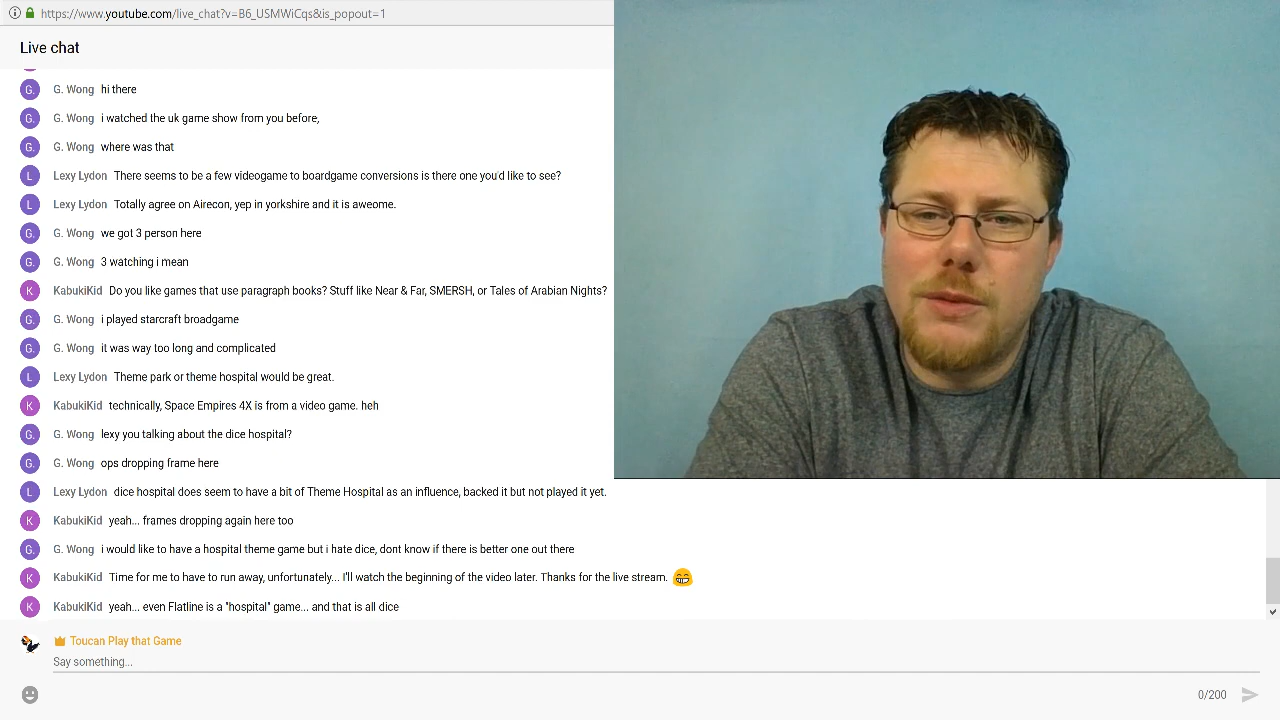 https://www.youtube.com/live_chat?v=B6_USMWiCqs&is_popout=1
Live chat
G. G. Wong hi there
G. G. Wong i watched the uk game show from you before,
G. G. Wong where was that
L Lexy Lydon There seems to be a few videogame to boardgame conversions is there one you'd like to see?
L Lexy Lydon Totally agree on Airecon, yep in yorkshire and it is aweome.
G. G. Wong we got 3 person here
G. G. Wong 3 watching i mean
K KabukiKid Do you like games that use paragraph books? Stuff like Near & Far, SMERSH, or Tales of Arabian Nights?
G. G. Wong i played starcraft broadgame
G. G. Wong it was way too long and complicated
L Lexy Lydon Theme park or theme hospital would be great.
K KabukiKid technically, Space Empires 4X is from a video game. heh
G. G. Wong lexy you talking about the dice hospital?
G. G. Wong ops dropping frame here
L Lexy Lydon dice hospital does seem to have a bit of Theme Hospital as an influence, backed it but not played it yet.
K KabukiKid yeah... frames dropping again here too
G. G. Wong i would like to have a hospital theme game but i hate dice, dont know if there is better one out there
K KabukiKid Time for me to have to run away, unfortunately... I'll watch the beginning of the video later. Thanks for the live stream.
K KabukiKid yeah... even Flatline is a "hospital" game... and that is all dice
Toucan Play that Game
Say something...
0/200